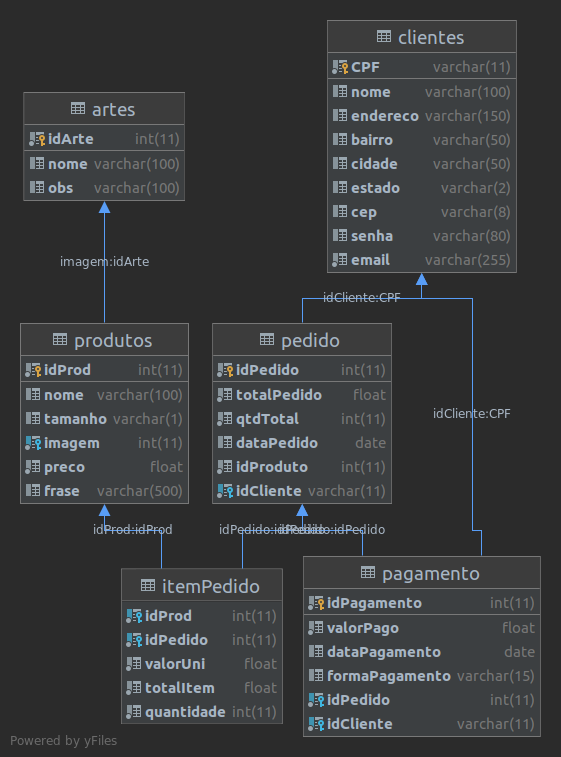 clientes
CPF varchar(11)
nome varchar(100)
endereco varchar(150)
bairro varchar(50)
cidade varchar(50)
estado varchar(2)
cep varchar(8)
senha varchar(80)
email varchar(255)
artes
idArte int(11)
nome varchar(100)
obs varchar(100)
imagem:idArte
idCliente:CPF
idCliente:CPF
produtos
idProd int(11)
nome varchar(100)
tamanho varchar(1)
imagem int(11)
preco float
frase varchar(500)
pedido
idPedido int(11)
totalPedido float
qtdTotal int(11)
dataPedido date
idProduto int(11)
idCliente varchar(11)
idProd:idProd
idPedido:idPedido
idPedido:idPedido
itemPedido
idProd int(11)
idPedido int(11)
valorUni float
totalItem float
quantidade int(11)
pagamento
idPagamento int(11)
valorPago float
dataPagamento date
formaPagamento varchar(15)
idPedido int(11)
idCliente varchar(11)
Powered by yFiles